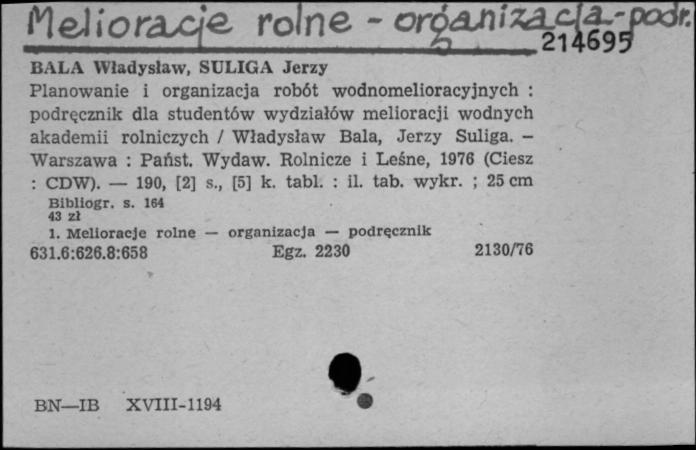 Melioracje rolne - organizacja - podr.
214695
BALA Władysław, SULIGA Jerzy
Planowanie i organizacja robót wodnomelioracyjnych :
podręcznik dla studentów wydziałów melioracji wodnych
akademii rolniczych / Władysław Bala, Jerzy Suliga. –
Warszawa : Państ. Wydaw. Rolnicze i Leśne, 1976 (Ciesz
: CDW). — 190, [2] s., [5] k. tabl. : il. tab. wykr. ; 25 cm
Bibliogr. s. 164
43 zł
1. Melioracje rolne — organizacja — podręcznik
631.6:626.8:658 Egz. 2230 2130/76
BN—IB XVIII-1194